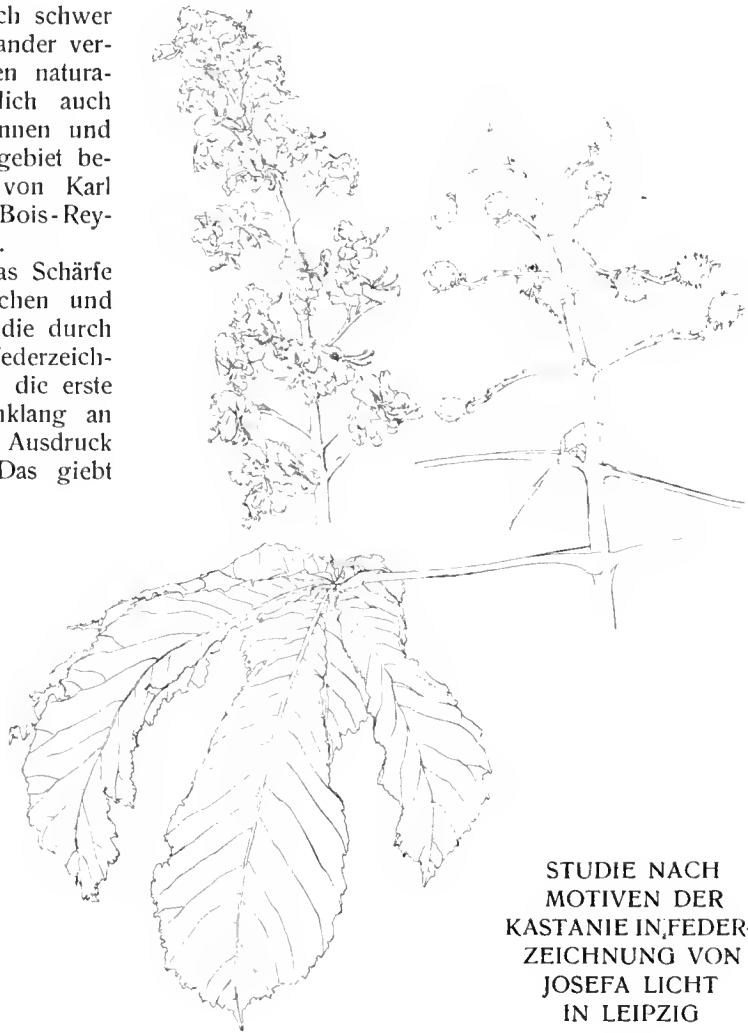 ch schwer
ander ver-
en natura-
lich auch
nnen und
gebiet be-
von Karl
Bois-Rey-
.
as Schärfe
chen und
die durch
ederzeich-
die erste
nklang an
Ausdruck
Das giebt
STUDIE NACH
MOTIVEN DER
KASTANIE IN FEDER-
ZEICHNUNG VON
JOSEFA LICHT
IN LEIPZIG